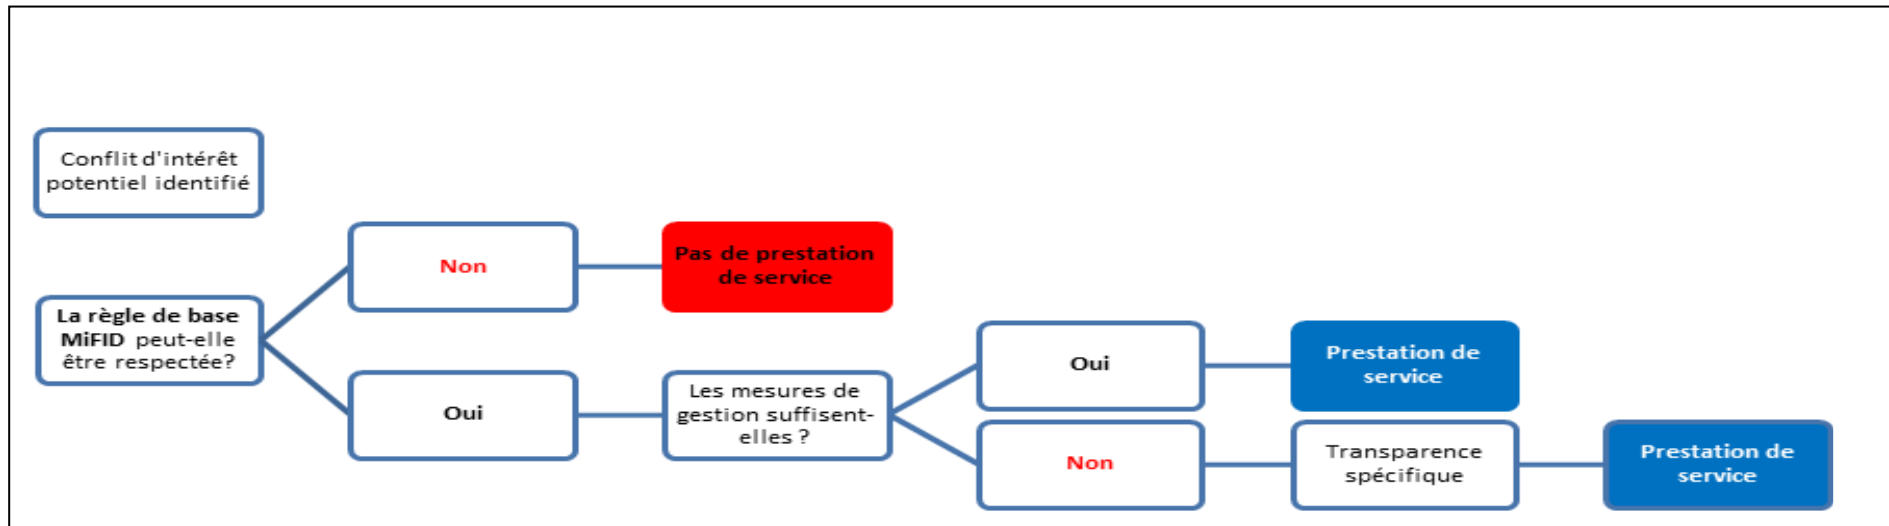 Conflit d'intérêt
potentiel identifié
La règle de base
MiFID peut-elle
être respectée?
Non
Pas de prestation
de service
Oui
Les mesures de
gestion suffisent-
elles ?
Oui
Prestation de
service
Non
Transparence
spécifique
Prestation de
service